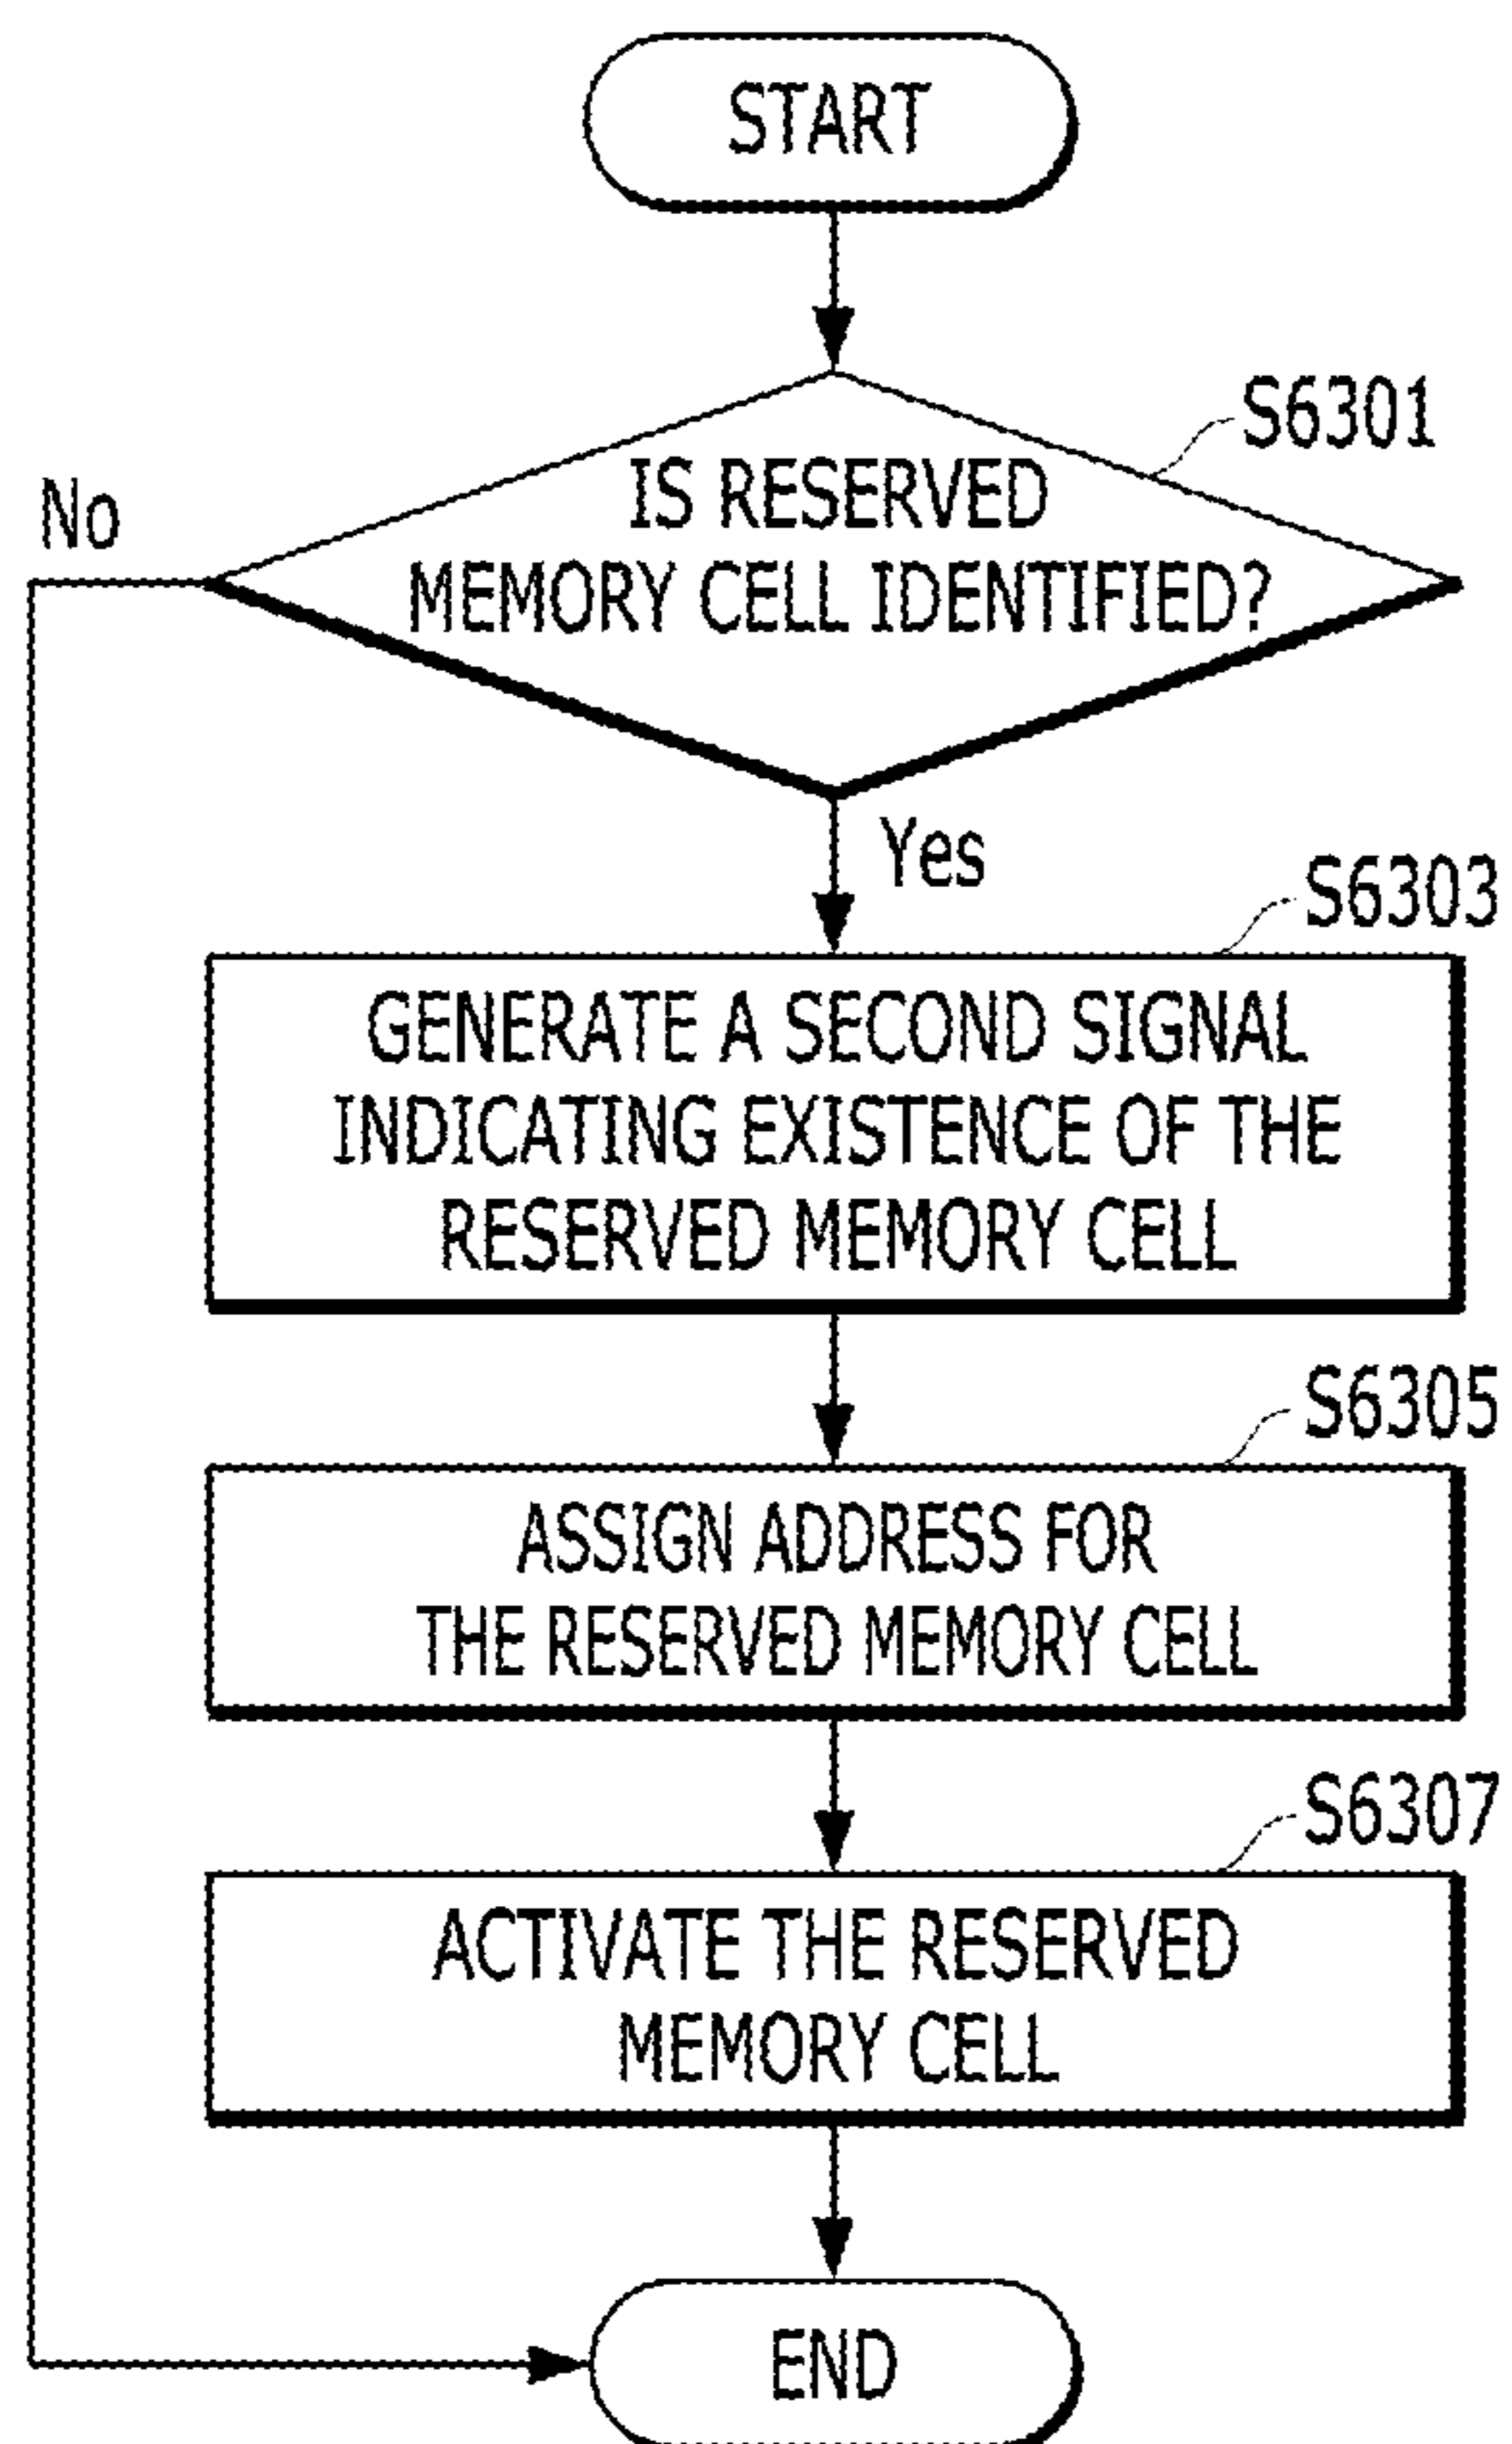 START
S6301
IS RESERVED
MEMORY CELL IDENTIFIED?
No
Yes
S6303
GENERATE A SECOND SIGNAL
INDICATING EXISTENCE OF THE
RESERVED MEMORY CELL
S6305
ASSIGN ADDRESS FOR
THE RESERVED MEMORY CELL
S6307
ACTIVATE THE RESERVED
MEMORY CELL
END